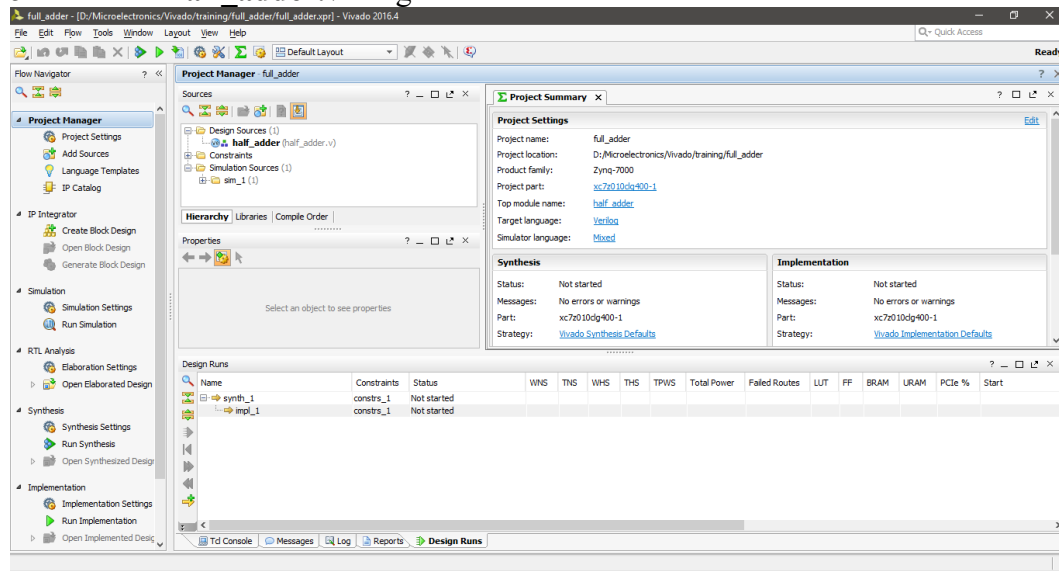 full_adder - [D:/Microelectronics/Vivado/training/full_adder/full_adder.xpr] - Vivado 2016.4
File Edit Flow Tools Window Layout View Help
Q- Quick Access
Default Layout
Ready
Flow Navigator ? «
Project Manager - full_adder
Project Manager
Project Settings
Add Sources
Language Templates
IP Catalog
IP Integrator
Create Block Design
Open Block Design
Generate Block Design
Simulation
Simulation Settings
Run Simulation
RTL Analysis
Elaboration Settings
Open Elaborated Design
Synthesis
Synthesis Settings
Run Synthesis
Open Synthesized Design
Implementation
Implementation Settings
Run Implementation
Open Implemented Desig
Sources
Design Sources (1)
half_adder (half_adder.v)
Constraints
Simulation Sources (1)
sim_1 (1)
Hierarchy Libraries Compile Order
Properties
Select an object to see properties
Σ Project Summary ×
Project Settings Edit
Project name: full_adder
Project location: D:/Microelectronics/Vivado/training/full_adder
Product family: Zynq-7000
Project part: xc7z010clg400-1
Top module name: half_adder
Target language: Verilog
Simulator language: Mixed
Synthesis
Status: Not started
Messages: No errors or warnings
Part: xc7z010clg400-1
Strategy: Vivado Synthesis Defaults
Implementation
Status: Not started
Messages: No errors or warnings
Part: xc7z010clg400-1
Strategy: Vivado Implementation Defaults
Design Runs
Name Constraints Status WNS TNS WHS THS TPWS Total Power Failed Routes LUT FF BRAM URAM PCIe % Start
synth_1 constrs_1 Not started
impl_1 constrs_1 Not started
Tcl Console Messages Log Reports Design Runs